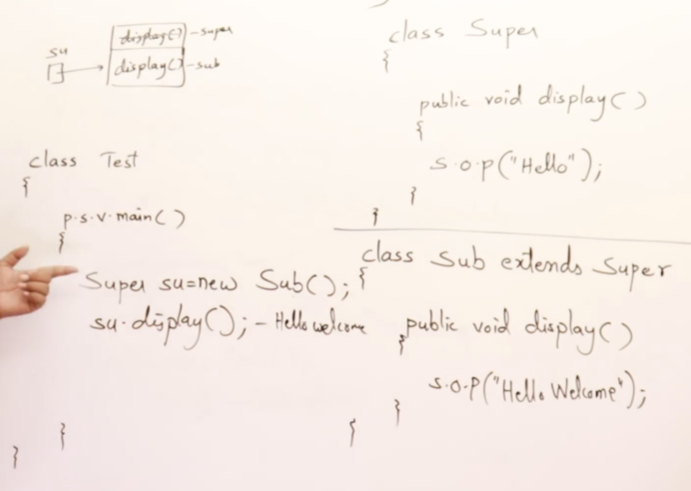 display() -super
su
display() -sub
class Super
{
public void display()
{
s.o.p("Hello");
}
}
class Test
{
p.s.v.main()
{
Super su=new Sub();
su.display(); - Hello welcome
}
}
class Sub extends Super
{
public void display()
{
s.o.p("Hello Welcome");
}
}